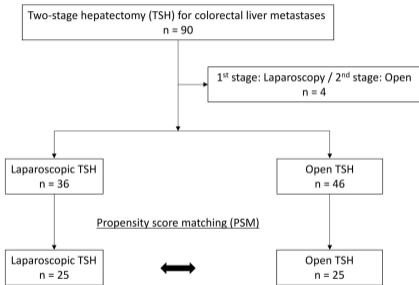 Two-stage hepatectomy (TSH) for colorectal liver metastases
n = 90
1st stage: Laparoscopy / 2nd stage: Open
n = 4
Laparoscopic TSH
n = 36
Open TSH
n = 46
Propensity score matching (PSM)
Laparoscopic TSH
n = 25
Open TSH
n = 25